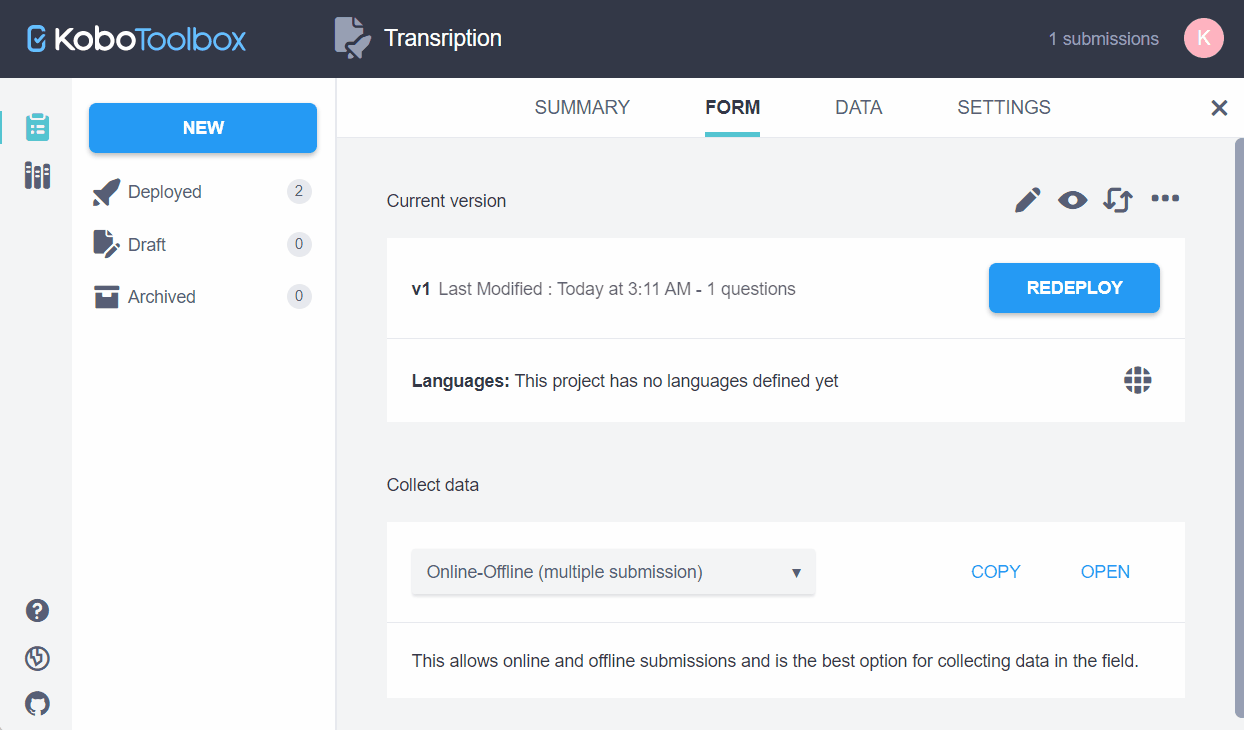 KoboToolbox
Transription
1 submissions
K
NEW
Deployed 2
Draft 0
Archived 0
SUMMARY FORM DATA SETTINGS
Current version
v1 Last Modified : Today at 3:11 AM - 1 questions
REDEPLOY
Languages: This project has no languages defined yet
Collect data
Online-Offline (multiple submission)
COPY OPEN
This allows online and offline submissions and is the best option for collecting data in the field.